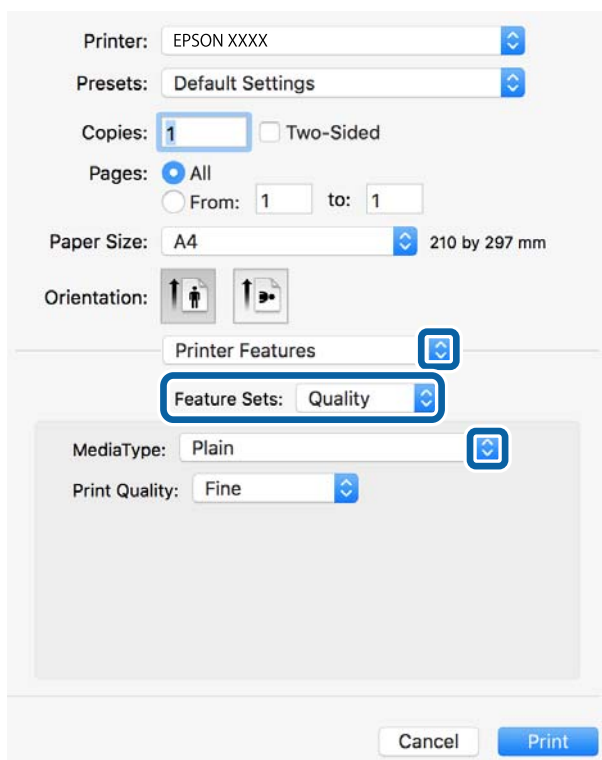 Printer: EPSON XXXX
Presets: Default Settings
Copies: 1 Two-Sided
Pages: All
From: 1 to: 1
Paper Size: A4 210 by 297 mm
Orientation:
Printer Features
Feature Sets: Quality
MediaType: Plain
Print Quality: Fine
Cancel Print